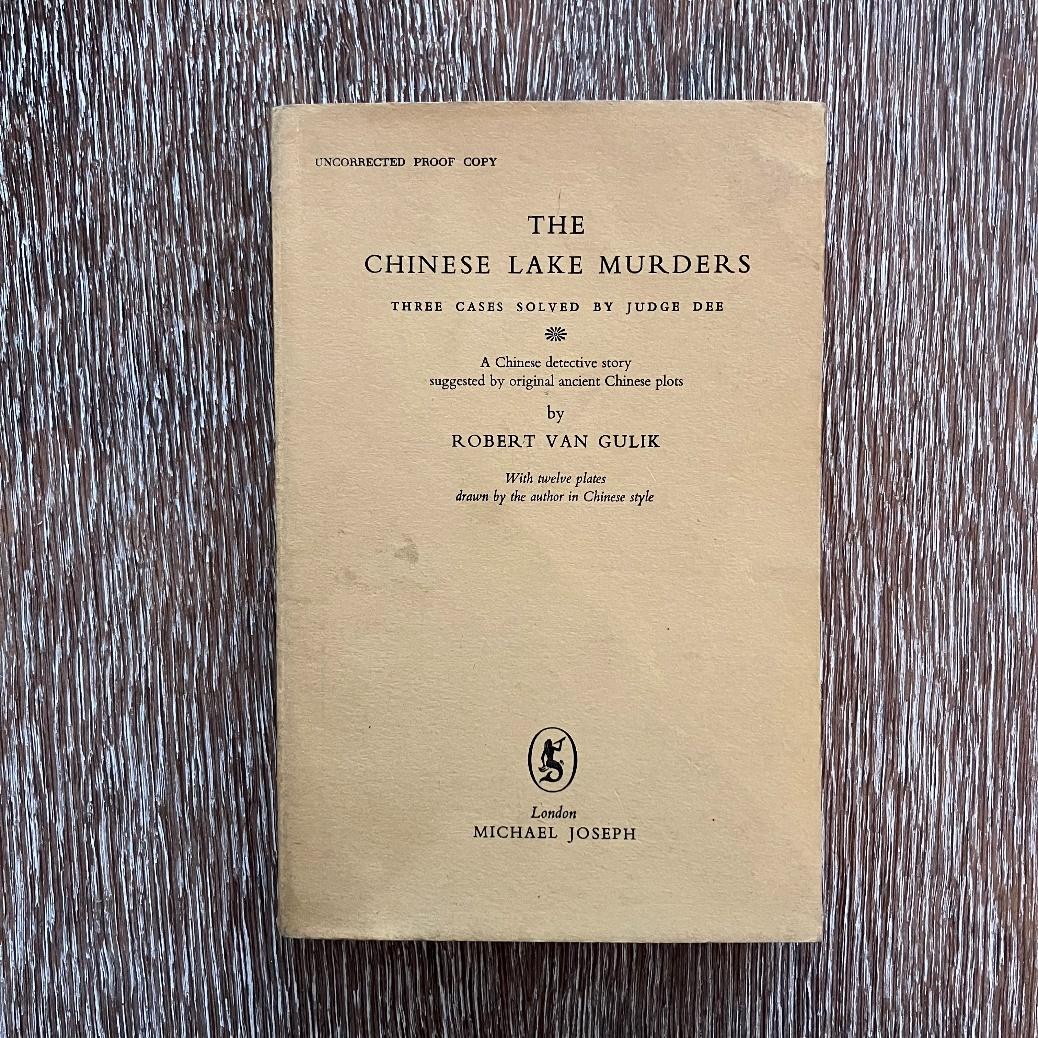 UNCORRECTED PROOF COPY
THE
CHINESE LAKE MURDERS
THREE CASES SOLVED BY JUDGE DEE
A Chinese detective story
suggested by original ancient Chinese plots
by
ROBERT VAN GULIK
With twelve plates
drawn by the author in Chinese style
London
MICHAEL JOSEPH